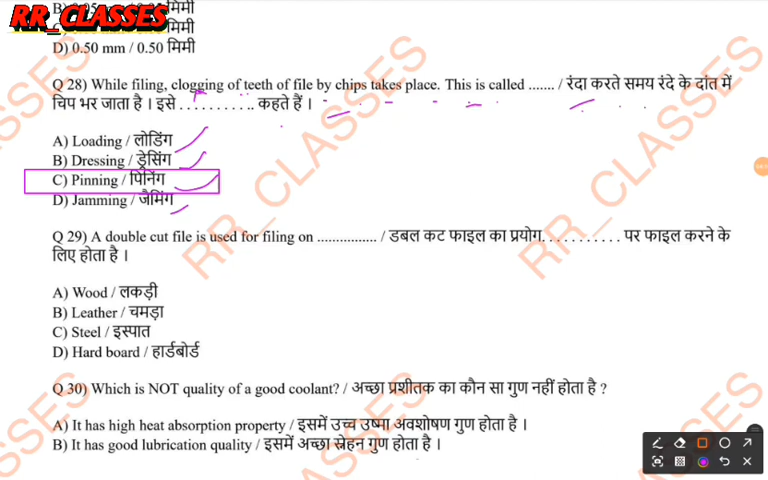 RR_CLASSES
D) 0.50 mm / 0.50 मिमी
Q 28) While filing, clogging of teeth of file by chips takes place. This is called ....... / रंदा करते समय रंदे के दांत में
चिप भर जाता है । इसे . . . . . . . . . . . कहते हैं ।
A) Loading / लोडिंग
B) Dressing / ड्रेसिंग
C) Pinning / पिनिंग
D) Jamming / जैमिंग
Q 29) A double cut file is used for filing on ................ / डबल कट फाइल का प्रयोग. . . . . . . . . . . पर फाइल करने के
लिए होता है ।
A) Wood / लकड़ी
B) Leather / चमड़ा
C) Steel / इस्पात
D) Hard board / हार्डबोर्ड
Q 30) Which is NOT quality of a good coolant? / अच्छा प्रशीतक का कौन सा गुण नहीं होता है ?
A) It has high heat absorption property / इसमें उच्च उष्मा अवशोषण गुण होता है ।
B) It has good lubrication quality / इसमें अच्छा स्नेहन गुण होता है ।